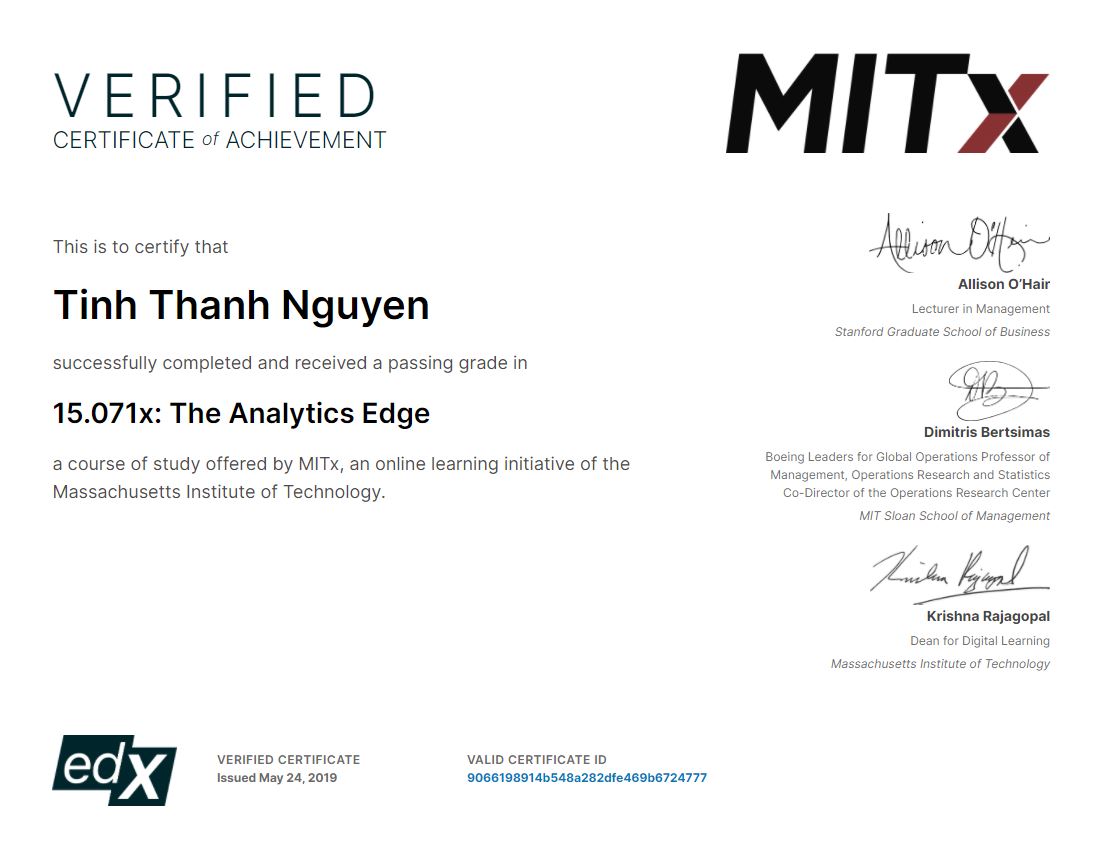 VERIFIED
CERTIFICATE of ACHIEVEMENT
MITx
This is to certify that
Tinh Thanh Nguyen
successfully completed and received a passing grade in
15.071x: The Analytics Edge
a course of study offered by MITx, an online learning initiative of the
Massachusetts Institute of Technology.
Allison O'Hair
Allison O’Hair
Lecturer in Management
Stanford Graduate School of Business
Dimitris Bertsimas
Boeing Leaders for Global Operations Professor of
Management, Operations Research and Statistics
Co-Director of the Operations Research Center
MIT Sloan School of Management
Krishna Rajagopal
Krishna Rajagopal
Dean for Digital Learning
Massachusetts Institute of Technology
edX
VERIFIED CERTIFICATE
Issued May 24, 2019
VALID CERTIFICATE ID
9066198914b548a282dfe469b6724777